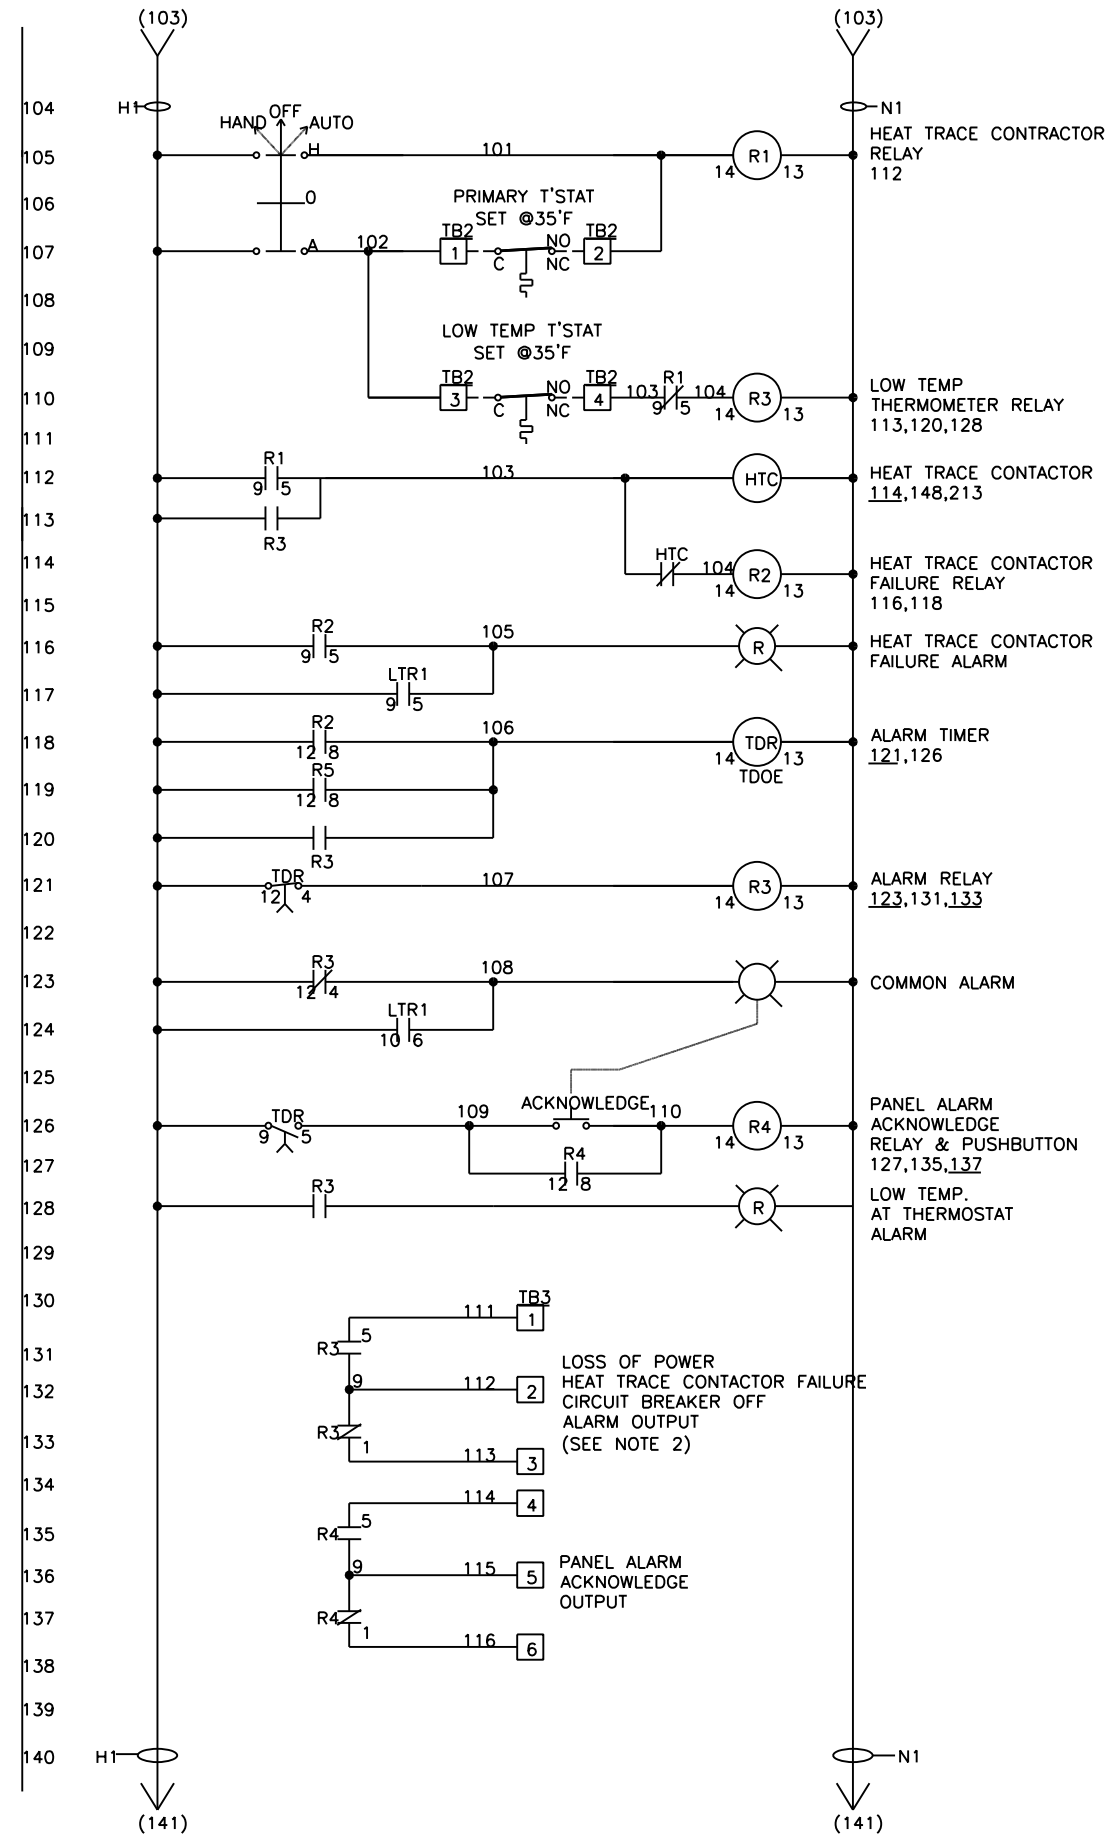 (103) (103)
104 H1 N1
HAND OFF AUTO
HEAT TRACE CONTRACTOR
105 H 101 R1 RELAY
14 13 112
106 O
PRIMARY T'STAT
SET @35'F
107 A 102 TB2 1 C NO NC TB2 2
108
109
LOW TEMP T'STAT
SET @35'F
110 TB2 3 C NO NC TB2 4 103 R1 9 5 104 R3 14 13
LOW TEMP
THERMOMETER RELAY
113,120,128
111
112 R1 9 5 103 HTC
HEAT TRACE CONTACTOR
114,148,213
113 R3
114 HTC 104 R2 14 13
HEAT TRACE CONTACTOR
FAILURE RELAY
116,118
115
116 R2 9 5 105 R
HEAT TRACE CONTACTOR
FAILURE ALARM
117 LTR1 9 5
118 R2 12 8 106 TDR 14 13
TDOE
ALARM TIMER
121,126
119 R5 12 8
120 R3
121 TDR 12 4 107 R3 14 13
ALARM RELAY
123,131,133
122
123 R3 12 4 108
COMMON ALARM
124 LTR1 10 6
125
126 TDR 9 5 109 ACKNOWLEDGE 110 R4 14 13
PANEL ALARM
ACKNOWLEDGE
RELAY & PUSHBUTTON
127,135,137
127 R4 12 8
128 R3 R
LOW TEMP.
AT THERMOSTAT
ALARM
129
130 TB3
111 1
131 R3 5
132 9 112 2
LOSS OF POWER
HEAT TRACE CONTACTOR FAILURE
CIRCUIT BREAKER OFF
ALARM OUTPUT
(SEE NOTE 2)
133 R3 1
113 3
134
114 4
135 R4 5
136 9 115 5
PANEL ALARM
ACKNOWLEDGE
OUTPUT
137 R4 1
116 6
138
139
140 H1 N1
(141) (141)